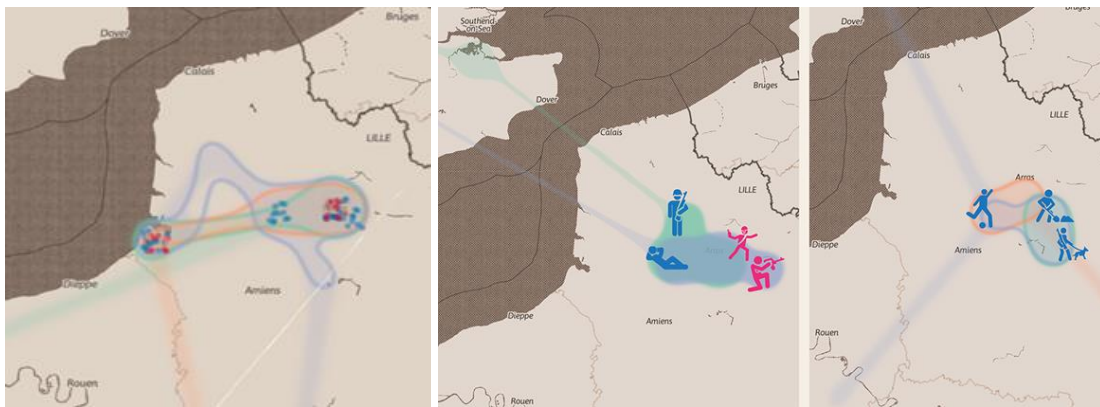 Bruges
Dover
Calais
LILLE
Dieppe
Amiens
Rouen
Southend
on Sea
Bruges
Dover
Calais
LILLE
Arras
Amiens
Dieppe
Rouen
Bruges
Dover
Calais
LILLE
Arras
Amiens
Dieppe
Rouen